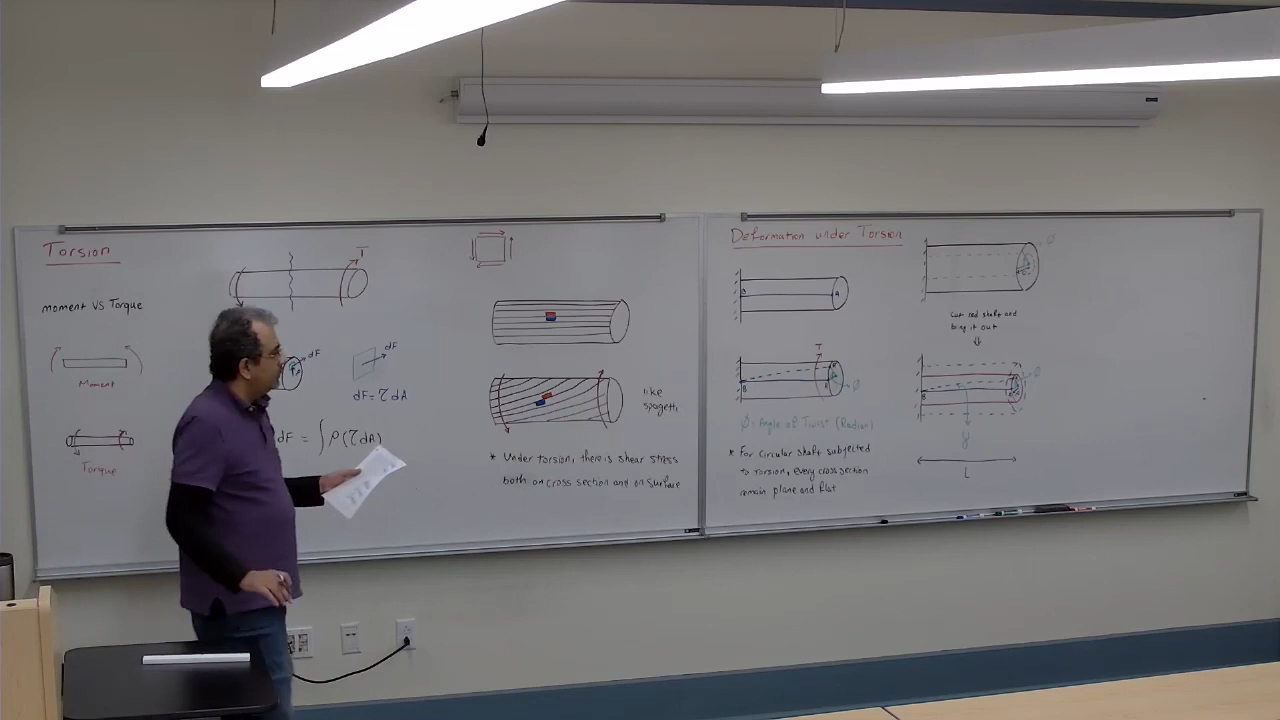 Torsion
T
moment VS Torque
Moment
Torque
dF
dF
dF = τ dA
dF = ∫ ρ(τ dA)
like
spogetti
* Under torsion, there is shear stress
both on cross section and on surface
Deformation under Torsion
B
A
T
B
A
Ø
Ø: Angle of Twist (Radian)
* For Circular shaft subjected
to Torsion, every cross section
remain plane and flat
Ø
Cut red shaft and
bring it out
⇓
B
Ø
γ
L